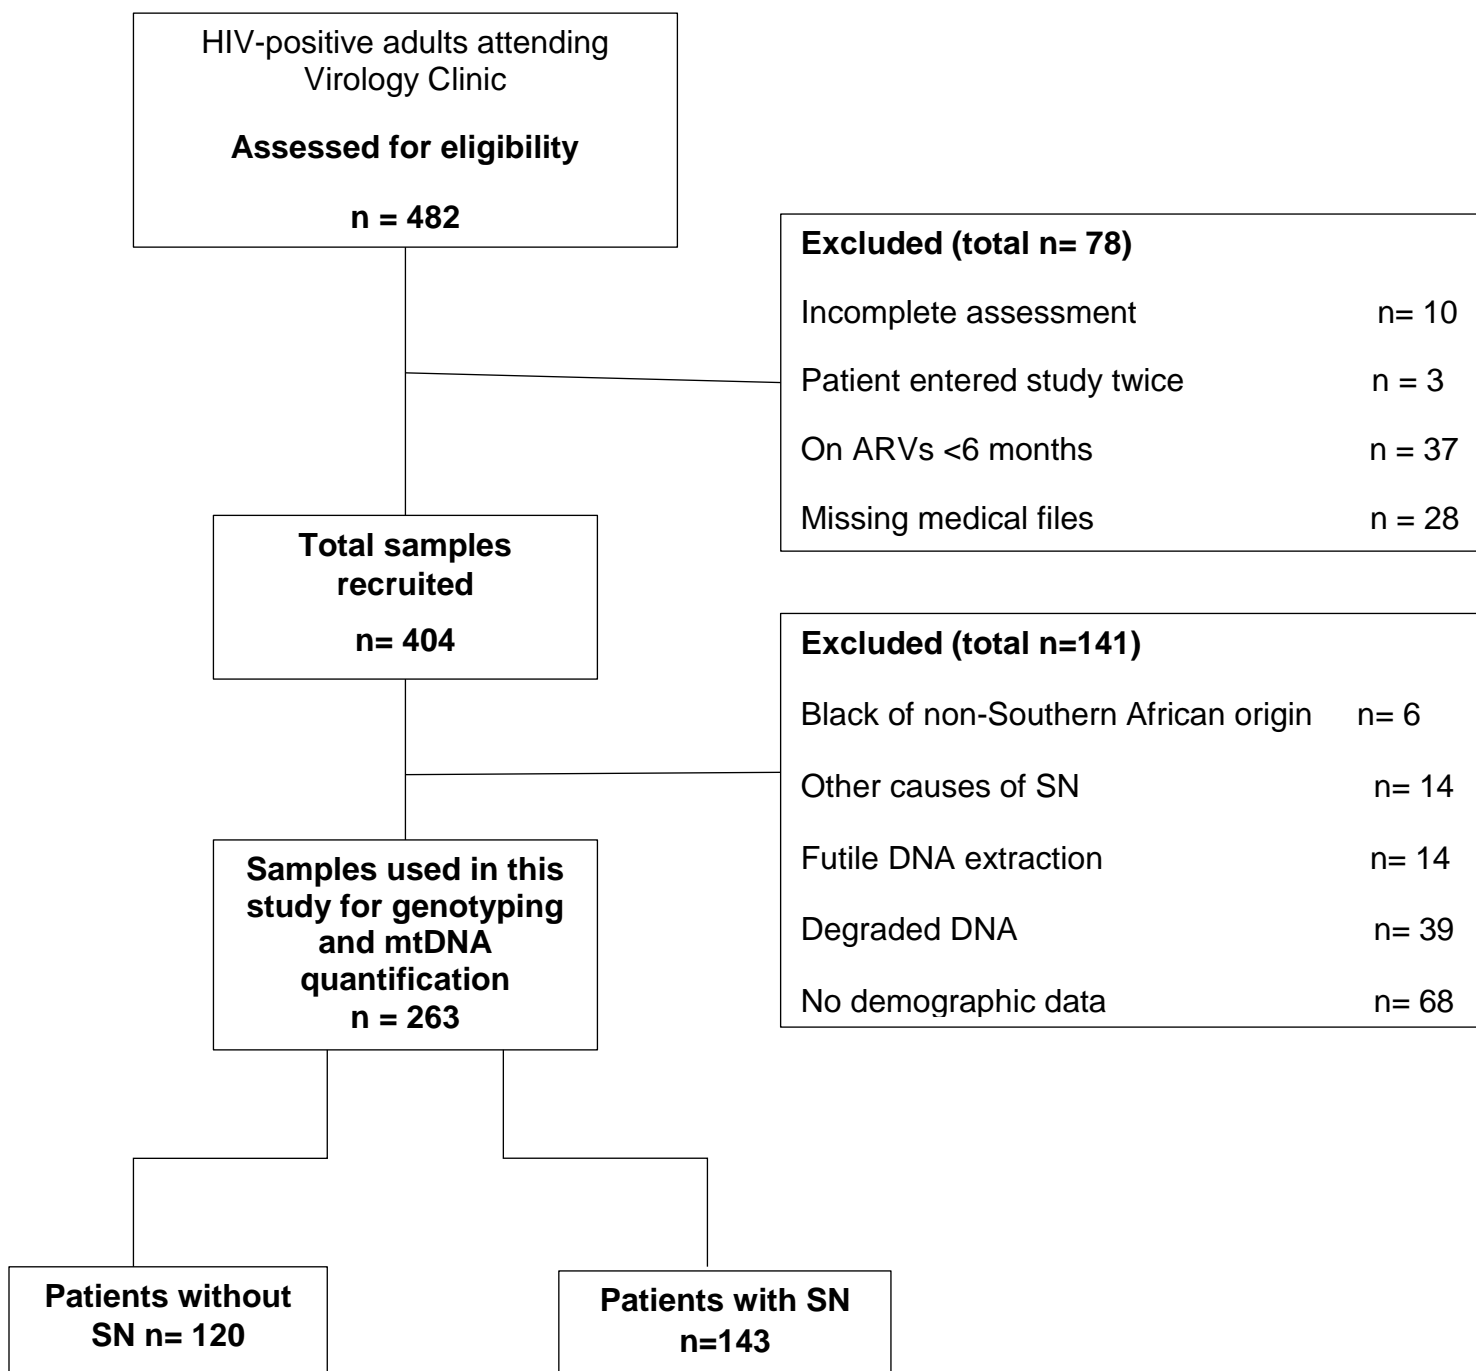 HIV-positive adults attending
Virology Clinic
Assessed for eligibility
n = 482
Excluded (total n= 78)
Incomplete assessment n= 10
Patient entered study twice n = 3
On ARVs <6 months n = 37
Missing medical files n = 28
Total samples
recruited
n= 404
Excluded (total n=141)
Black of non-Southern African origin n= 6
Other causes of SN n= 14
Futile DNA extraction n= 14
Degraded DNA n= 39
No demographic data n= 68
Samples used in this
study for genotyping
and mtDNA
quantification
n = 263
Patients without
SN n= 120
Patients with SN
n=143